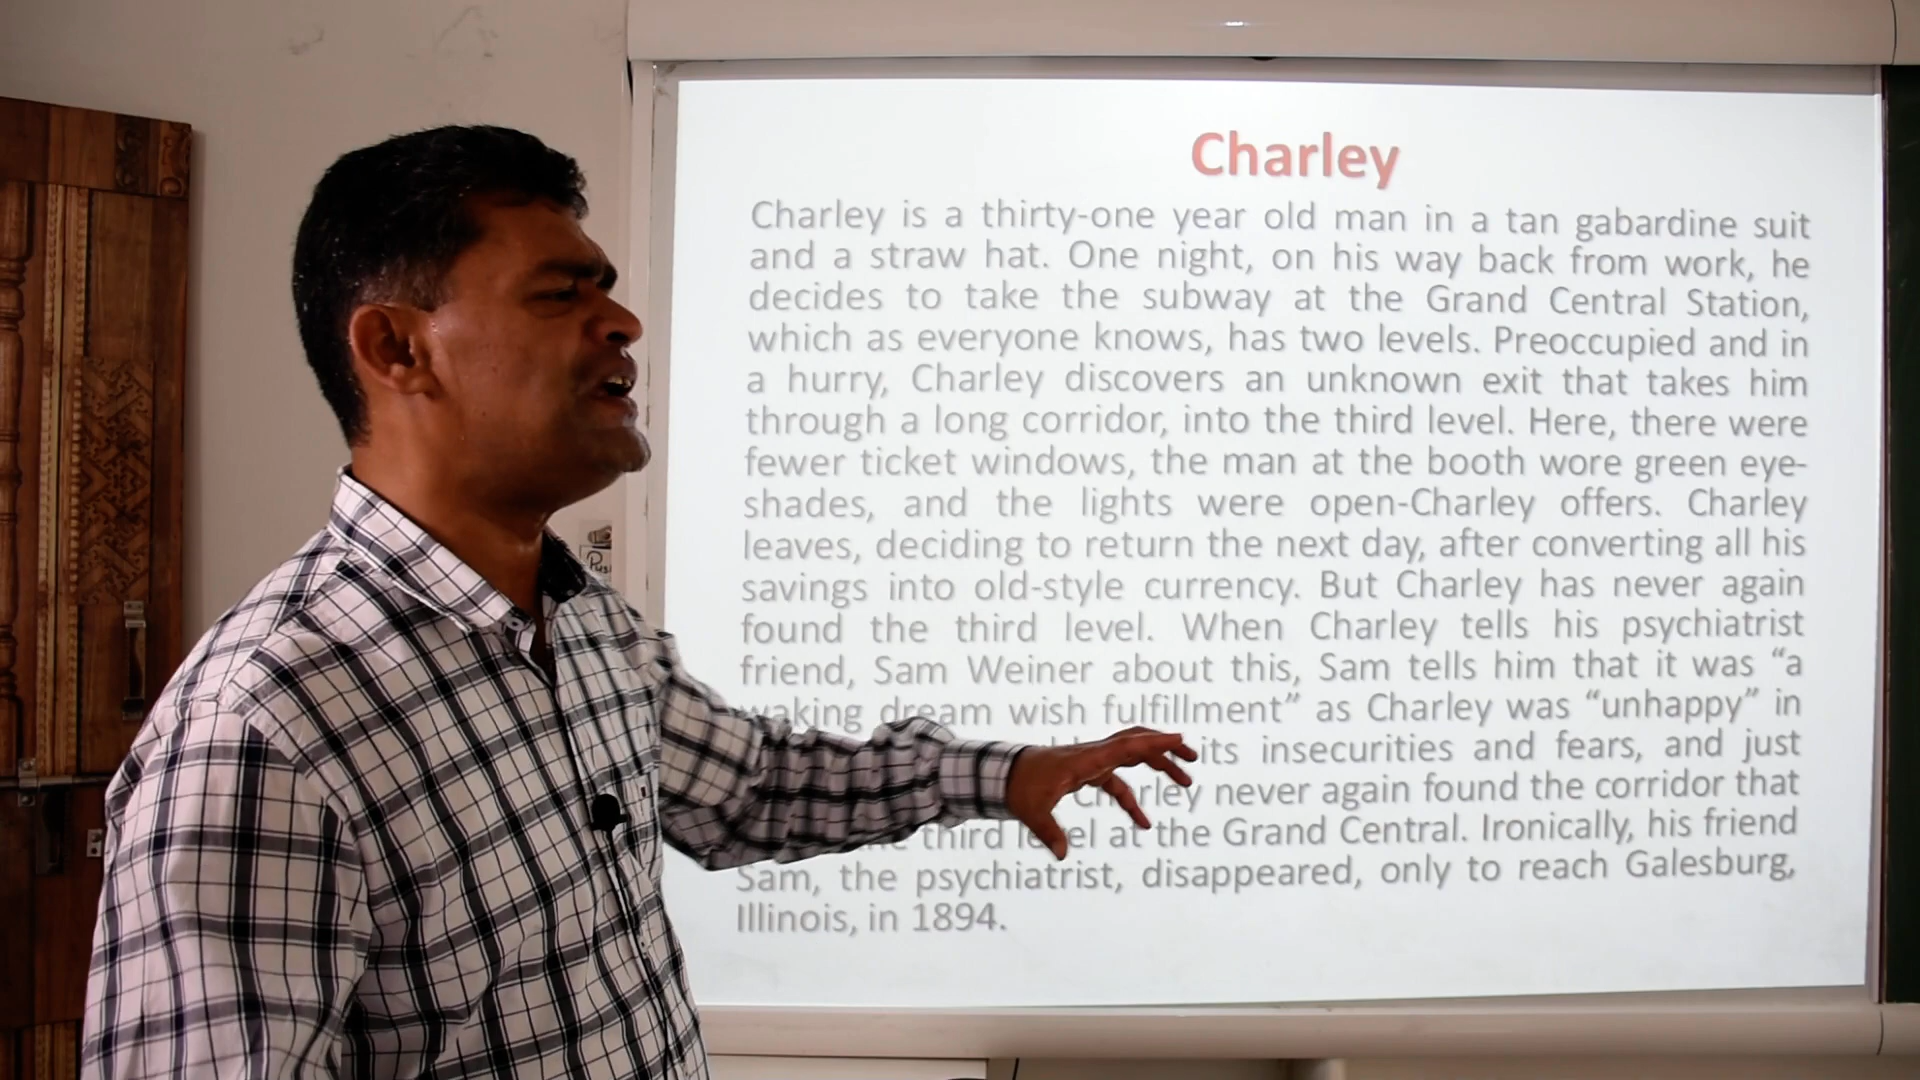 Charley
Charley is a thirty-one year old man in a tan gabardine suit
and a straw hat. One night, on his way back from work, he
decides to take the subway at the Grand Central Station,
which as everyone knows, has two levels. Preoccupied and in
a hurry, Charley discovers an unknown exit that takes him
through a long corridor, into the third level. Here, there were
fewer ticket windows, the man at the booth wore green eye-
shades, and the lights were open-Charley offers. Charley
leaves, deciding to return the next day, after converting all his
savings into old-style currency. But Charley has never again
found the third level. When Charley tells his psychiatrist
friend, Sam Weiner about this, Sam tells him that it was “a
waking dream wish fulfillment” as Charley was “unhappy” in
its insecurities and fears, and just
Charley never again found the corridor that
third level at the Grand Central. Ironically, his friend
Sam, the psychiatrist, disappeared, only to reach Galesburg,
Illinois, in 1894.